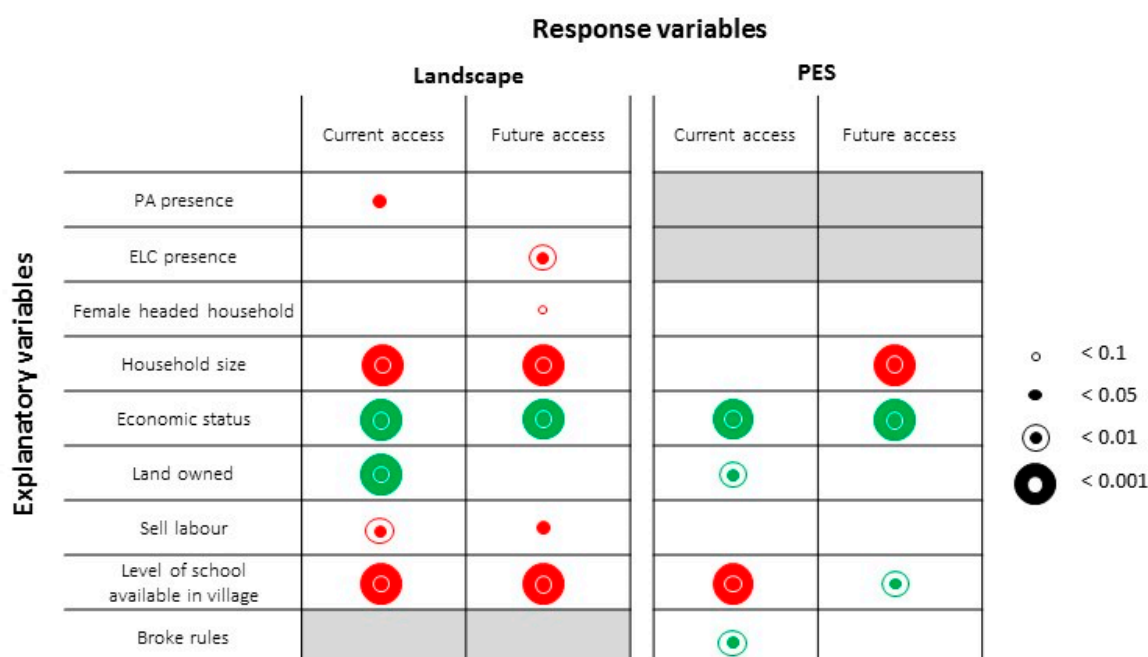 Response variables
Landscape
PES
Current access
Future access
Current access
Future access
Explanatory variables
PA presence
ELC presence
Female headed household
Household size
Economic status
Land owned
Sell labour
Level of school
available in village
Broke rules
< 0.1
< 0.05
< 0.01
< 0.001